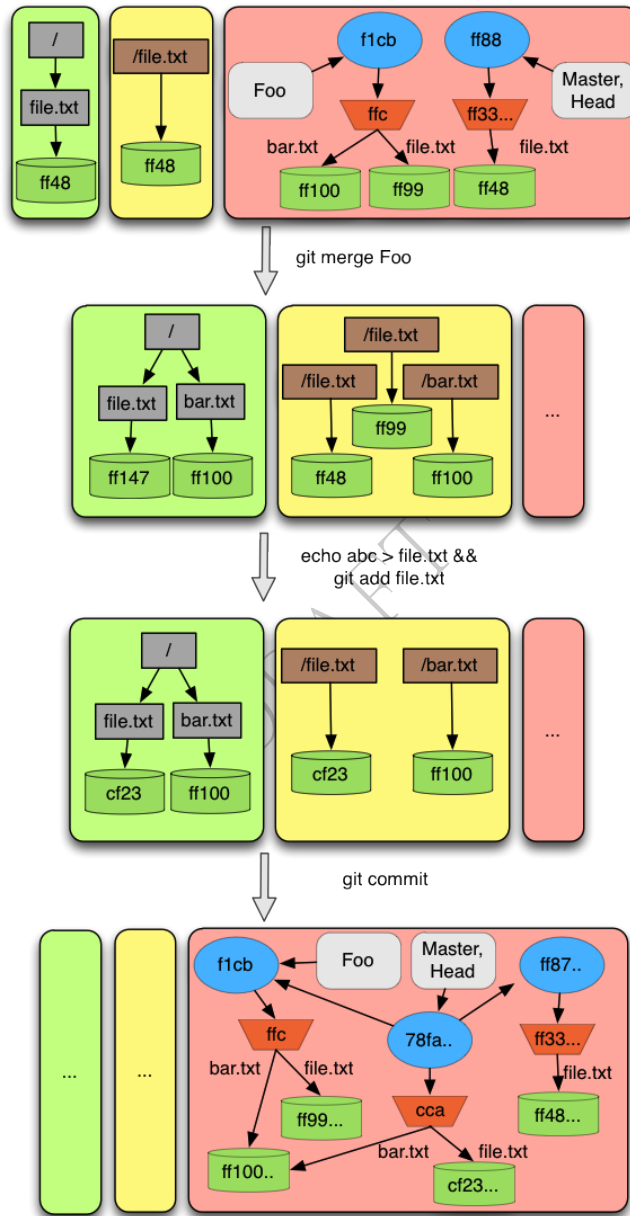 /
file.txt
ff48
/file.txt
ff48
f1cb
ff88
Foo
Master,
Head
ffc
ff33...
bar.txt
file.txt
file.txt
ff100
ff99
ff48
git merge Foo
/
file.txt
bar.txt
ff147
ff100
/file.txt
/file.txt
/bar.txt
ff99
ff48
ff100
...
echo abc > file.txt &&
git add file.txt
DRAFT
/
file.txt
bar.txt
cf23
ff100
/file.txt
/bar.txt
cf23
ff100
...
git commit
...
...
f1cb
Foo
Master,
Head
ff87..
ffc
78fa..
ff33...
bar.txt
file.txt
file.txt
ff99...
cca
ff48...
ff100..
bar.txt
file.txt
cf23...